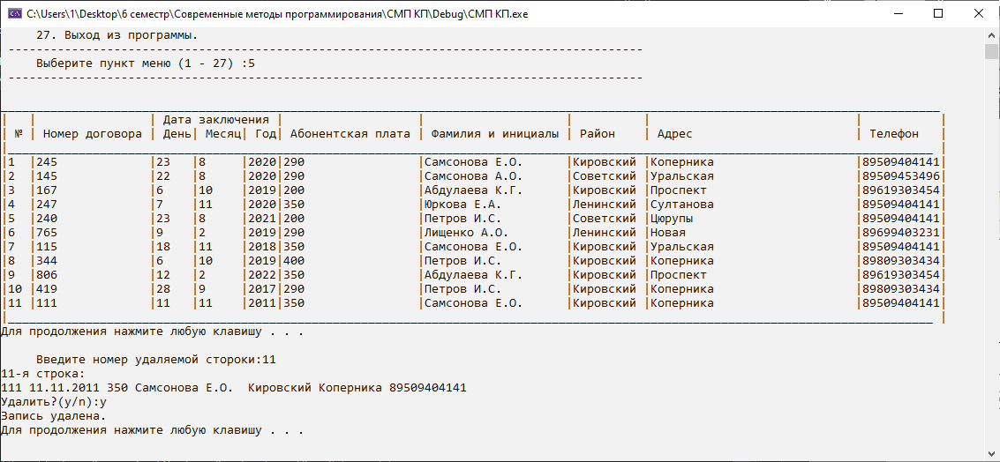 C:\Users\1\Desktop\6 семестр\Современные методы программирования\СМП КП\Debug\СМП КП.exe
27. Выход из программы.
------------------------------------------------------------------------------------------
Выберите пункт меню (1 - 27) :5
------------------------------------------------------------------------------------------
| | | Дата заключения | | | | | |
| № | Номер договора | День| Месяц| Год| Абонентская плата | Фамилия и инициалы | Район | Адрес | Телефон |
|1 |245 |23 |8 |2020|290 |Самсонова Е.О. |Кировский |Коперника |89509404141|
|2 |145 |22 |8 |2020|290 |Самсонова А.О. |Советский |Уральская |89509453496|
|3 |167 |6 |10 |2019|200 |Абдулаева К.Г. |Кировский |Проспект |89619303454|
|4 |247 |7 |11 |2020|350 |Юркова Е.А. |Ленинский |Султанова |89509404141|
|5 |240 |23 |8 |2021|200 |Петров И.С. |Советский |Цюрупы |89509404141|
|6 |765 |9 |2 |2019|290 |Лищенко А.О. |Ленинский |Новая |89699403231|
|7 |115 |18 |11 |2018|350 |Самсонова Е.О. |Кировский |Уральская |89509404141|
|8 |344 |6 |10 |2019|400 |Петров И.С. |Кировский |Коперника |89809303434|
|9 |806 |12 |2 |2022|350 |Абдулаева К.Г. |Кировский |Проспект |89619303454|
|10 |419 |28 |9 |2017|290 |Петров И.С. |Кировский |Коперника |89809303434|
|11 |111 |11 |11 |2011|350 |Самсонова Е.О. |Кировский |Коперника |89509404141|
Для продолжения нажмите любую клавишу . . .
Введите номер удаляемой стороки:11
11-я строка:
111 11.11.2011 350 Самсонова Е.О. Кировский Коперника 89509404141
Удалить?(y/n):y
Запись удалена.
Для продолжения нажмите любую клавишу . . .